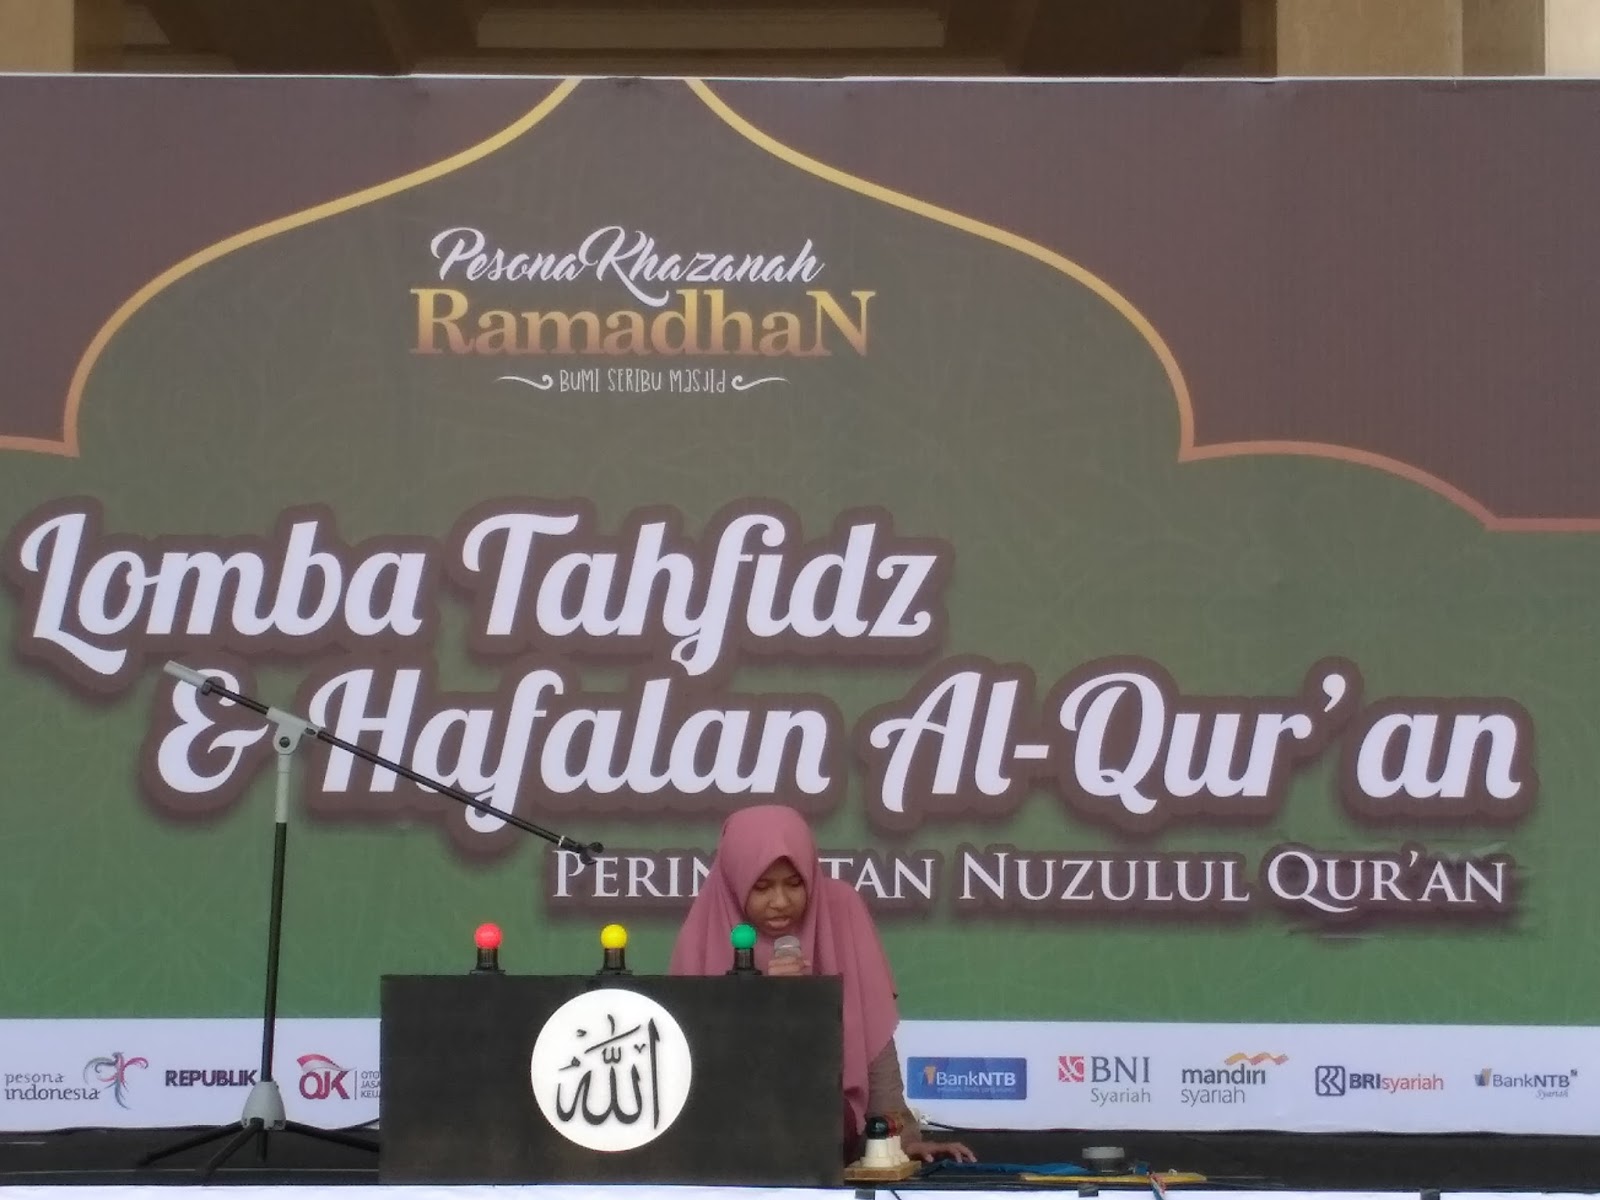 Pesona Khazanah
RamadhaN
BUMI SERIBU MASJId
Lomba Tahfidz
& Hafalan Al-Qur'an
NUZULUL QUR'AN
الله
pesona
indonesia
OJK
BankNTB
BNI
Syariah
mandiri
syariah
BRIsyariah
BankNTB
Syariah